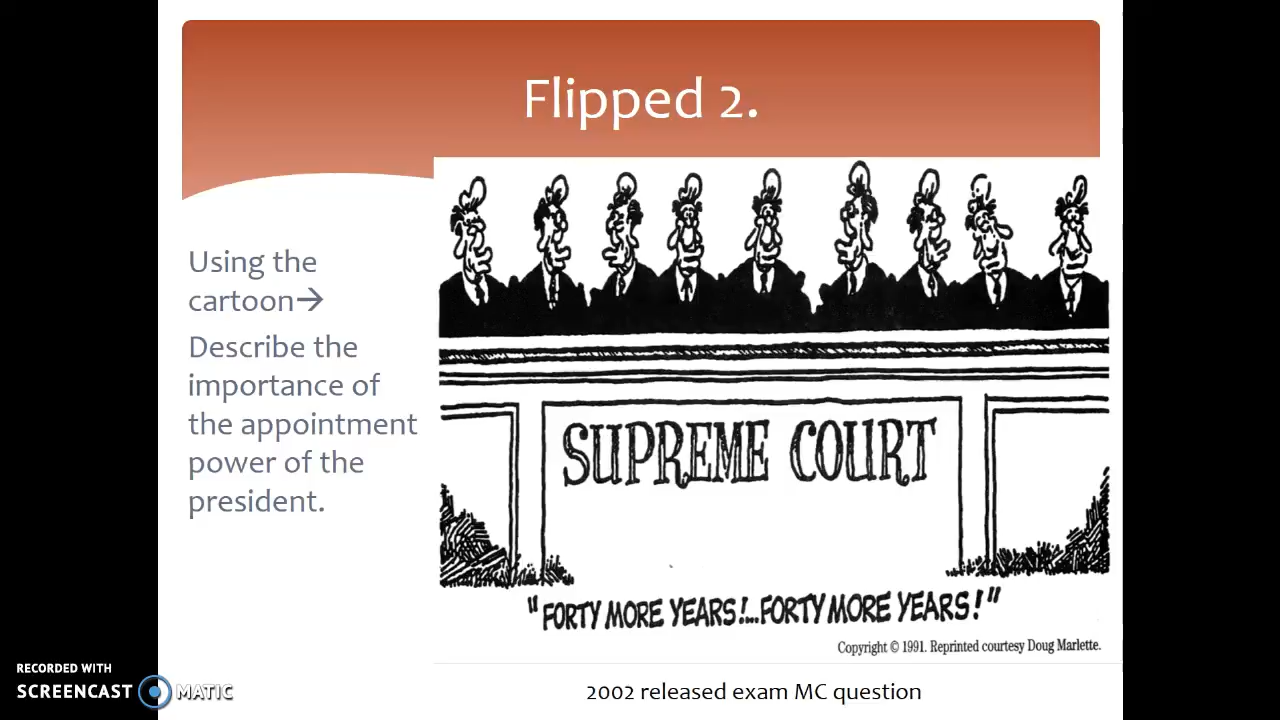 Flipped 2.
Using the
cartoon→
Describe the
importance of
the appointment
power of the
president.
SUPREME COURT
"FORTY MORE YEARS!...FORTY MORE YEARS!"
Copyright © 1991. Reprinted courtesy Doug Marlette.
2002 released exam MC question
RECORDED WITH
SCREENCAST MATIC